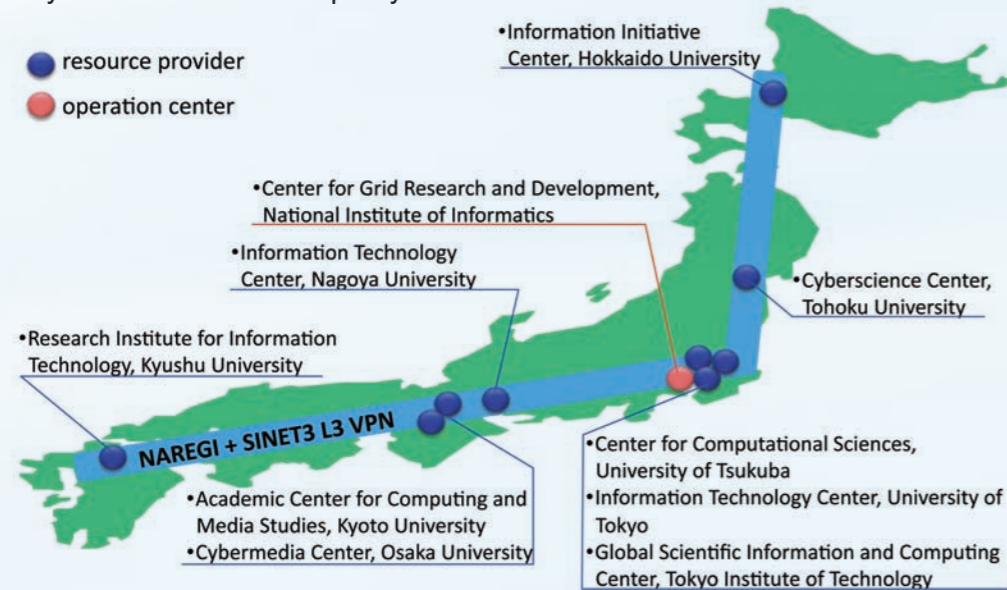 resource provider
operation center
•Information Initiative
Center, Hokkaido University
•Center for Grid Research and Development,
National Institute of Informatics
•Information Technology
Center, Nagoya University
•Cyberscience Center,
Tohoku University
•Research Institute for Information
Technology, Kyushu University
NAREGI + SINET3 L3 VPN
•Academic Center for Computing and
Media Studies, Kyoto University
•Cybermedia Center, Osaka University
•Center for Computational Sciences,
University of Tsukuba
•Information Technology Center, University of
Tokyo
•Global Scientific Information and Computing
Center, Tokyo Institute of Technology